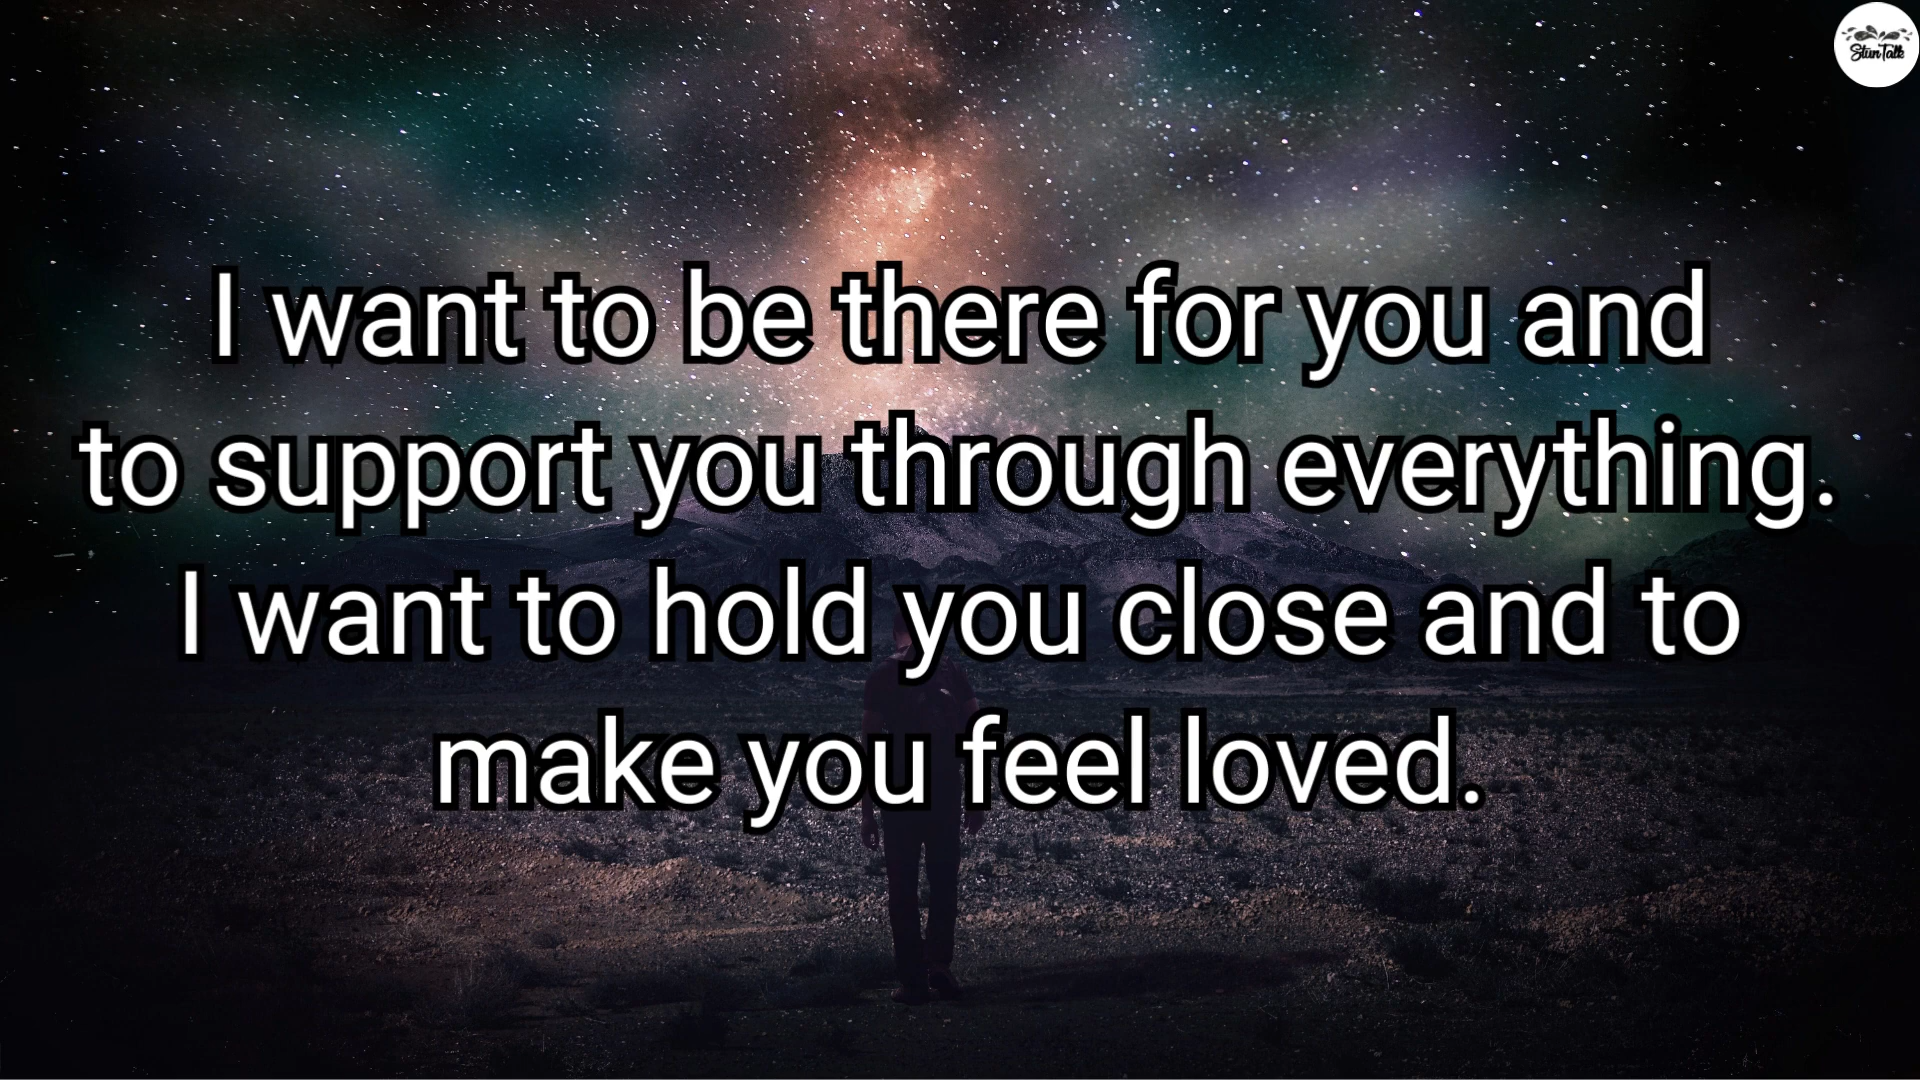 StunTalk
I want to be there for you and
to support you through everything.
I want to hold you close and to
make you feel loved.